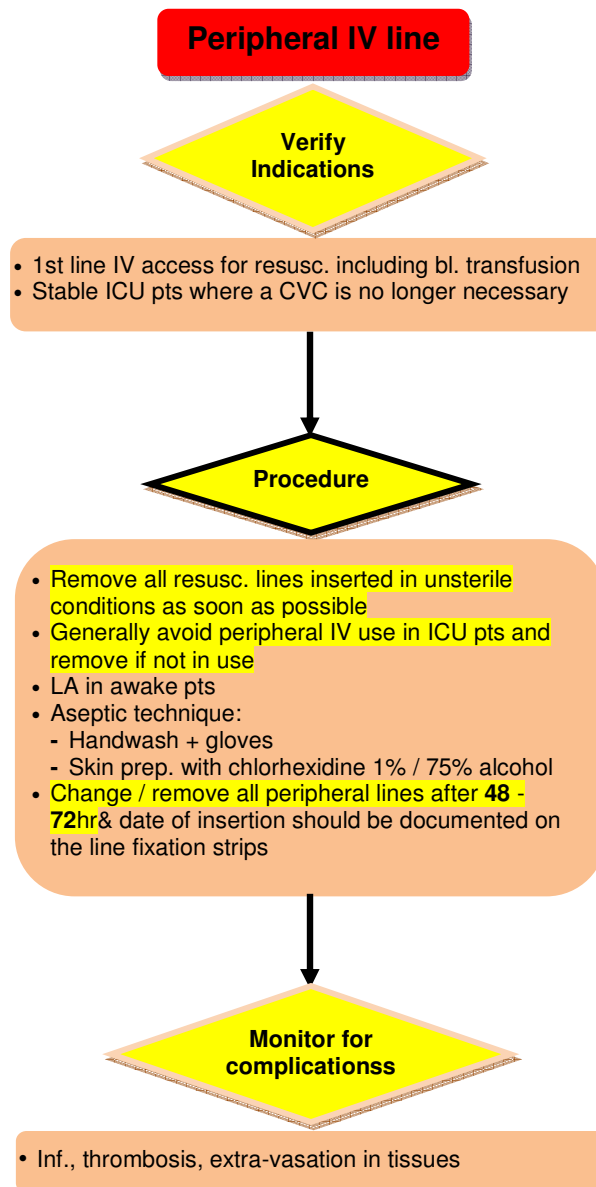 Peripheral IV line
Verify
Indications
• 1st line IV access for resusc. including bl. transfusion
• Stable ICU pts where a CVC is no longer necessary
Procedure
• Remove all resusc. lines inserted in unsterile
conditions as soon as possible
• Generally avoid peripheral IV use in ICU pts and
remove if not in use
• LA in awake pts
• Aseptic technique:
- Handwash + gloves
- Skin prep. with chlorhexidine 1% / 75% alcohol
• Change / remove all peripheral lines after 48 -
72hr& date of insertion should be documented on
the line fixation strips
Monitor for
complicationss
• Inf., thrombosis, extra-vasation in tissues